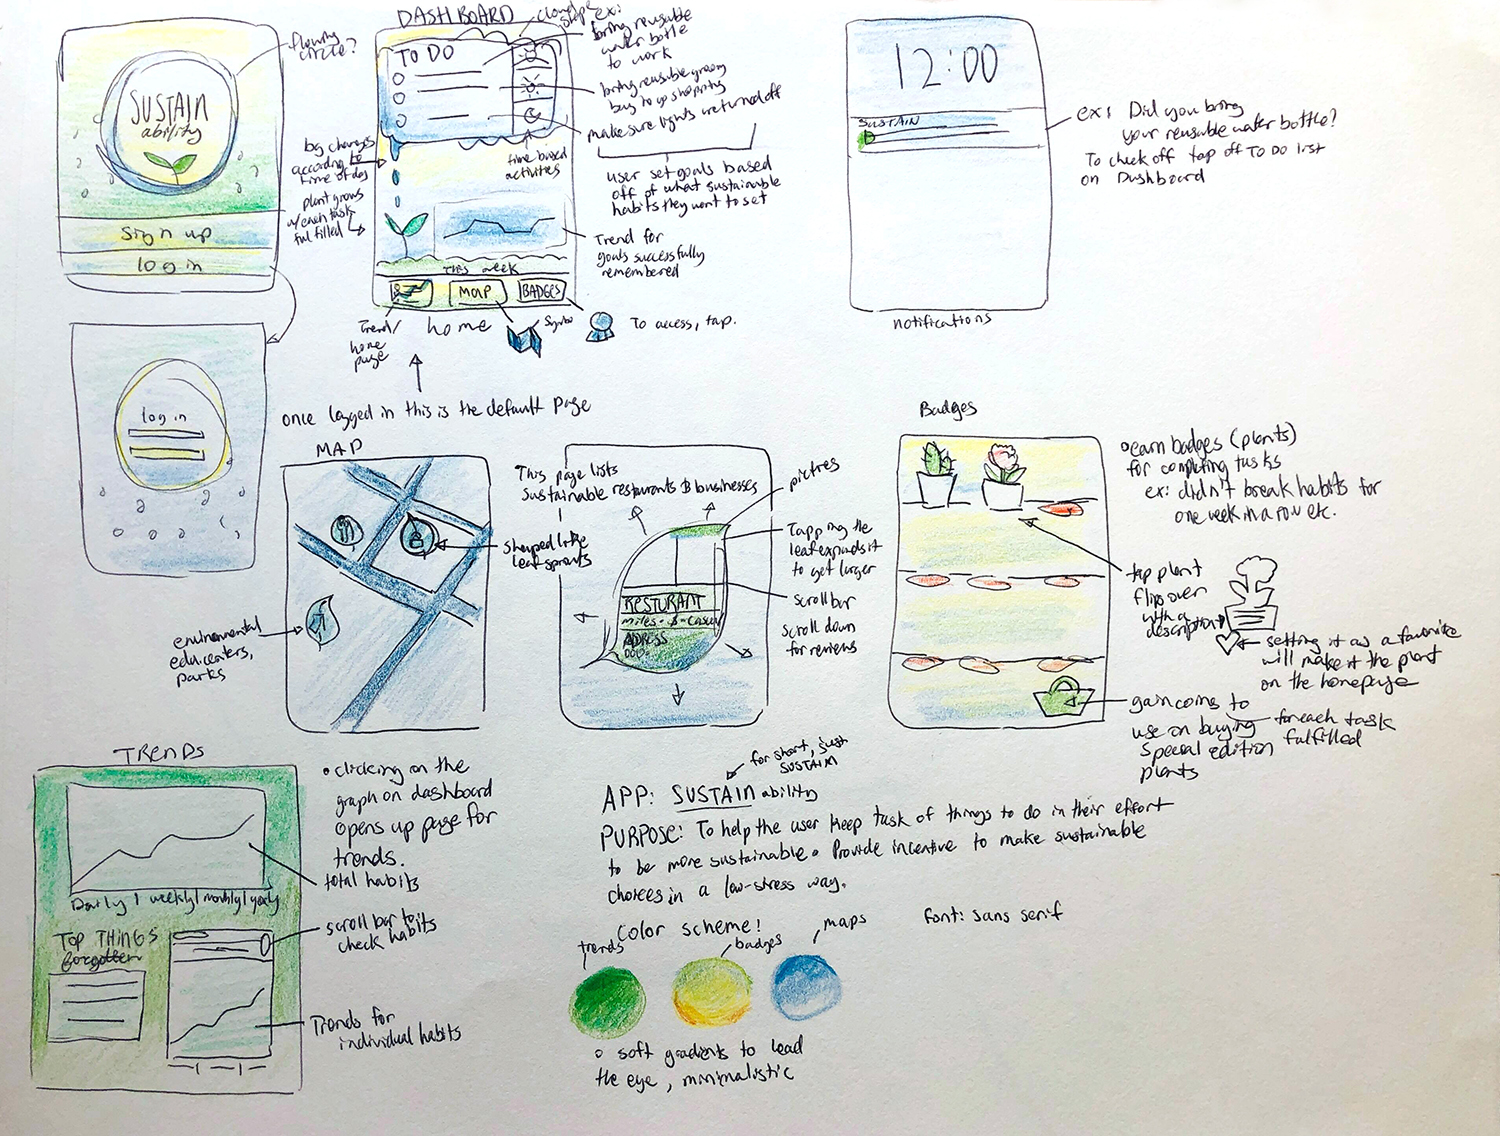 flowing
circle?
SUSTAIN
ability
Sign up
log in
log in
DASHBOARD
cloud
shape
TO DO
ex:
bring reusable
water bottle
to work
bring reusable grocery
bag to up shopping
make sure lights returned off
time based
activities
user set goals based
off of what sustainable
habits they want to set
bg changes
according to
time of day
plant grows
w/each task
fulfilled
Trend for
goals successfully
remembered
This week
MAP
BADGES
Trend/
home
page
home
Symbol
To access, tap.
once logged in this is the default page
12:00
SUSTAIN
notifications
ex: Did you bring
your reusable water bottle?
To check off tap off To Do list
on Dashboard
MAP
shaped like
leaf sprouts
environmental
edu centers,
parks
This page lists
sustainable restaurants & businesses
pictres
Tapping the
leaf expands it
to get larger
scroll bar
scroll down
for reviews
RESTURANT
miles - $ - casual
ADDRESS
Badges
earn badges (plants)
for completing tasks
ex: didn't break habits for
one week in a row etc.
tap plant
flips over
with a
description
setting it as a favorite
will make it the plant
on the homepage
gain coins to
use on buying
special edition
plants
for each task
fulfilled
TRENDS
Daily | weekly | monthly | yearly
TOP THINGS
forgotten
clicking on the
graph on dashboard
opens up page for
trends.
total habits
scroll bar to
check habits
Trends for
individual habits
for short, just
SUSTAIN
APP: SUSTAINability
PURPOSE: To help the user keep task of things to do in their effort
to be more sustainable. Provide incentive to make sustainable
choices in a low-stress way.
Color scheme!
font: sans serif
trends
badges
maps
soft gradients to lead
the eye, minimalistic